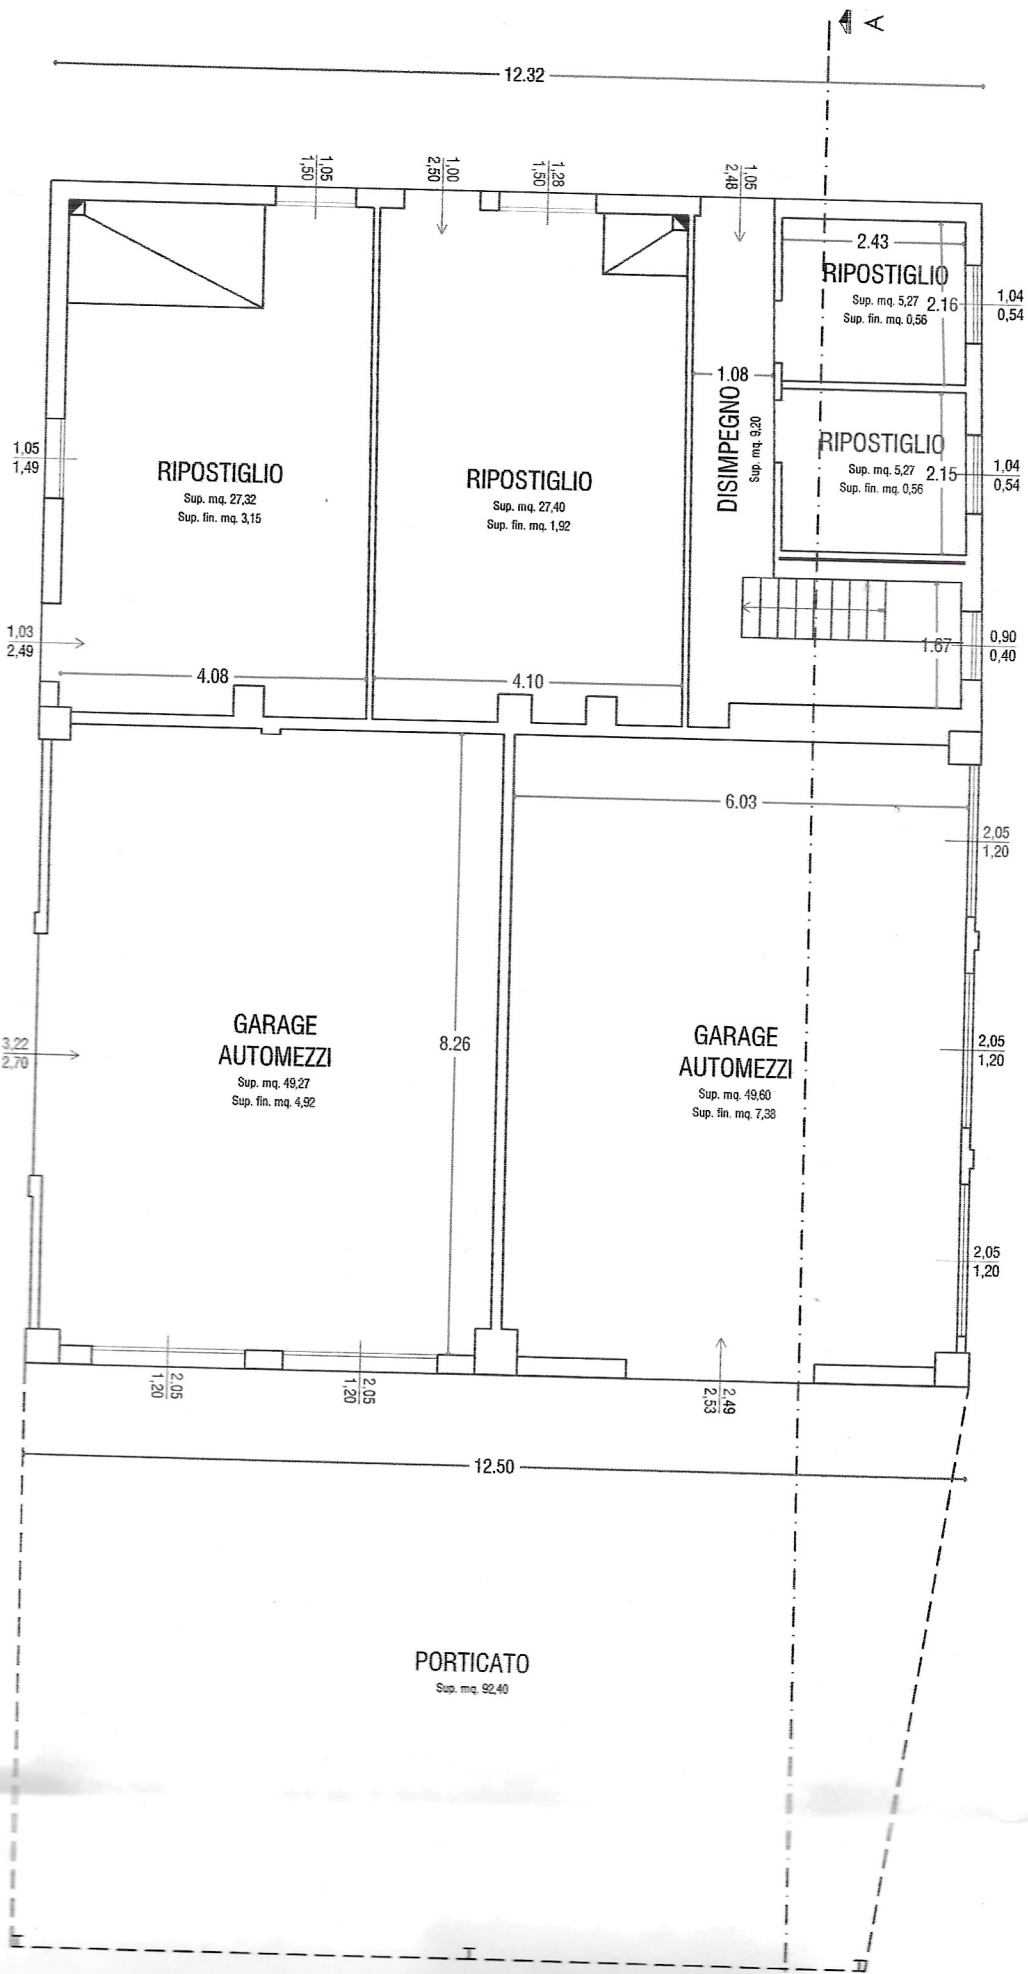 A
12.32
1,05
1,50
1,00
2,50
1,28
1,50
1,05
2,48
2.43
RIPOSTIGLIO
Sup. mq. 5,27
Sup. fin. mq. 0,56
2.16
1,04
0,54
1.08
DISIMPEGNO
Sup. mq. 9,20
RIPOSTIGLIO
Sup. mq. 5,27
Sup. fin. mq. 0,56
2.15
1,04
0,54
1,05
1,49
RIPOSTIGLIO
Sup. mq. 27,32
Sup. fin. mq. 3,15
RIPOSTIGLIO
Sup. mq. 27,40
Sup. fin. mq. 1,92
1,03
2,49
4.08
4.10
1.67
0,90
0,40
6.03
2,05
1,20
3,22
2,70
GARAGE
AUTOMEZZI
Sup. mq. 49,27
Sup. fin. mq. 4,92
8.26
GARAGE
AUTOMEZZI
Sup. mq. 49,60
Sup. fin. mq. 7,38
2,05
1,20
2,05
1,20
2,05
1,20
2,05
1,20
2,49
2,53
12.50
PORTICATO
Sup. mq. 92,40